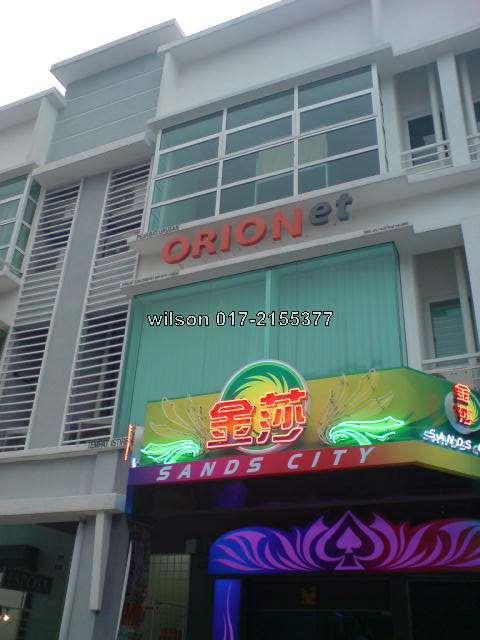 ORIONet
wilson 017-2155377
金莎
金莎
SANDS CITY
SANDS